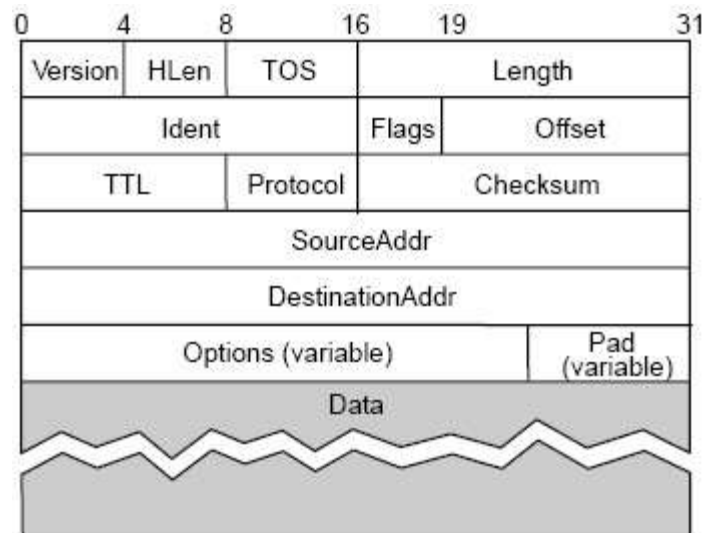 0 4 8 16 19 31
Version HLen TOS Length
Ident Flags Offset
TTL Protocol Checksum
SourceAddr
DestinationAddr
Options (variable) Pad
(variable)
Data